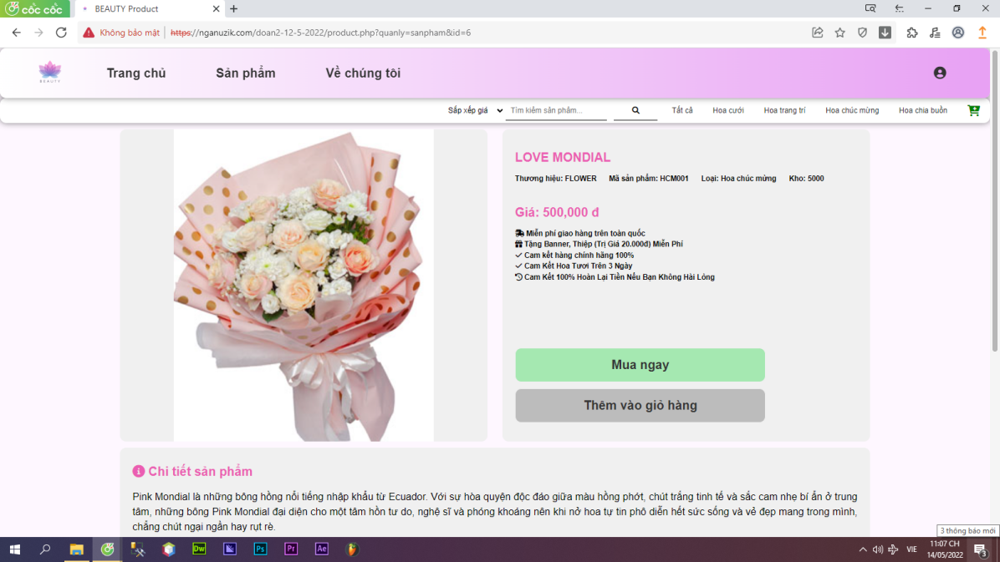 cốc cốc
BEAUTY Product
Không bảo mật
https://nganuzik.com/doan2-12-5-2022/product.php?quanly=sanpham&id=6
BEAUTY
Trang chủ
Sản phẩm
Về chúng tôi
Sắp xếp giá
Tìm kiếm sản phẩm...
Tất cả
Hoa cưới
Hoa trang trí
Hoa chúc mừng
Hoa chia buồn
LOVE MONDIAL
Thương hiệu: FLOWER Mã sản phẩm: HCM001 Loại: Hoa chúc mừng Kho: 5000
Giá: 500,000 đ
Miễn phí giao hàng trên toàn quốc
Tặng Banner, Thiệp (Trị Giá 20.000đ) Miễn Phí
Cam kết hàng chính hãng 100%
Cam Kết Hoa Tươi Trên 3 Ngày
Cam Kết 100% Hoàn Lại Tiền Nếu Bạn Không Hài Lòng
Mua ngay
Thêm vào giỏ hàng
Chi tiết sản phẩm
Pink Mondial là những bông hồng nổi tiếng nhập khẩu từ Ecuador. Với sự hòa quyện độc đáo giữa màu hồng phớt, chút trắng tinh tế và sắc cam nhẹ bí ẩn ở trung
tâm, những bông Pink Mondial đại diện cho một tâm hồn tự do, nghệ sĩ và phóng khoáng nên khi nở hoa tự tin phô diễn hết sức sống và vẻ đẹp mang trong mình,
chẳng chút ngại ngần hay rụt rè.
3 thông báo mới
Dw
Ps
Pr
Ae
VIE
11:07 CH
14/05/2022
3